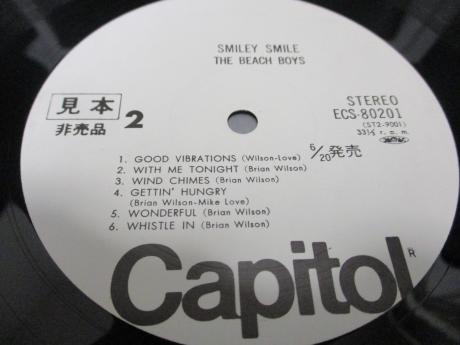 SMILEY SMILE
THE BEACH BOYS
見本
非売品
2
STEREO
ECS-80201
(ST2-9001)
33⅓ r. p. m.
6/20発売
1. GOOD VIBRATIONS (Wilson-Love)
2. WITH ME TONIGHT (Brian Wilson)
3. WIND CHIMES (Brian Wilson)
4. GETTIN' HUNGRY
(Brian Wilson-Mike Love)
5. WONDERFUL (Brian Wilson)
6. WHISTLE IN (Brian Wilson)
Capitol
®